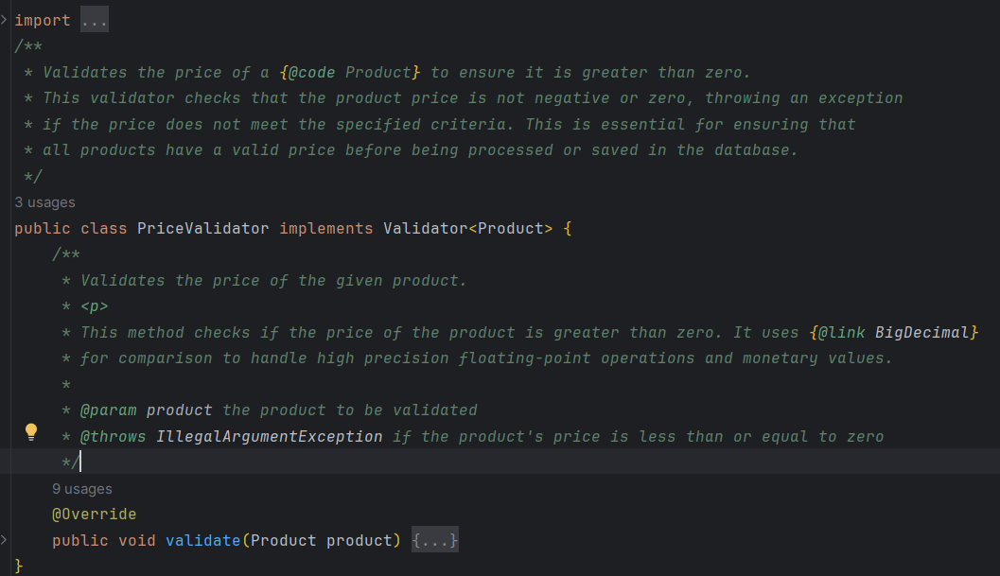 import ...
/**
 * Validates the price of a {@code Product} to ensure it is greater than zero.
 * This validator checks that the product price is not negative or zero, throwing an exception
 * if the price does not meet the specified criteria. This is essential for ensuring that
 * all products have a valid price before being processed or saved in the database.
 */
3 usages
public class PriceValidator implements Validator<Product> {
    /**
     * Validates the price of the given product.
     * <p>
     * This method checks if the price of the product is greater than zero. It uses {@link BigDecimal}
     * for comparison to handle high precision floating-point operations and monetary values.
     *
     * @param product the product to be validated
     * @throws IllegalArgumentException if the product's price is less than or equal to zero
     */
    9 usages
    @Override
    public void validate(Product product) {...}
}